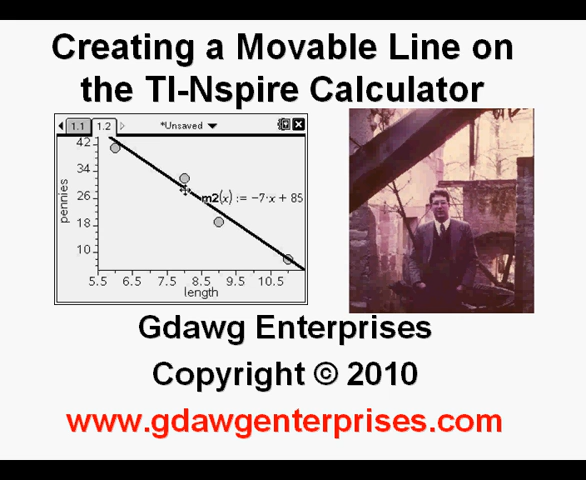 Creating a Movable Line on
the TI-Nspire Calculator
1.1 1.2 *Unsaved
42
34
26
18
10
pennies
m2(x) := -7·x + 85
5.5 6.5 7.5 8.5 9.5 10.5
length
Gdawg Enterprises
Copyright © 2010
www.gdawgenterprises.com